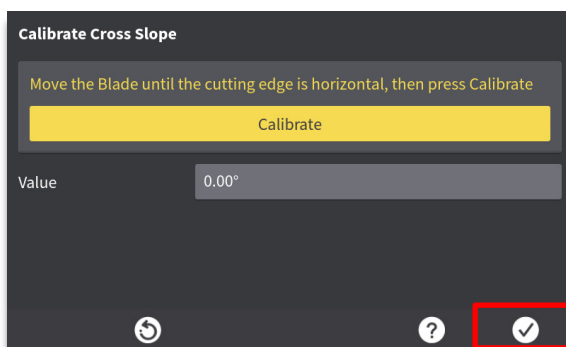 Calibrate Cross Slope
Move the Blade until the cutting edge is horizontal, then press Calibrate
Calibrate
Value 0.00°
?